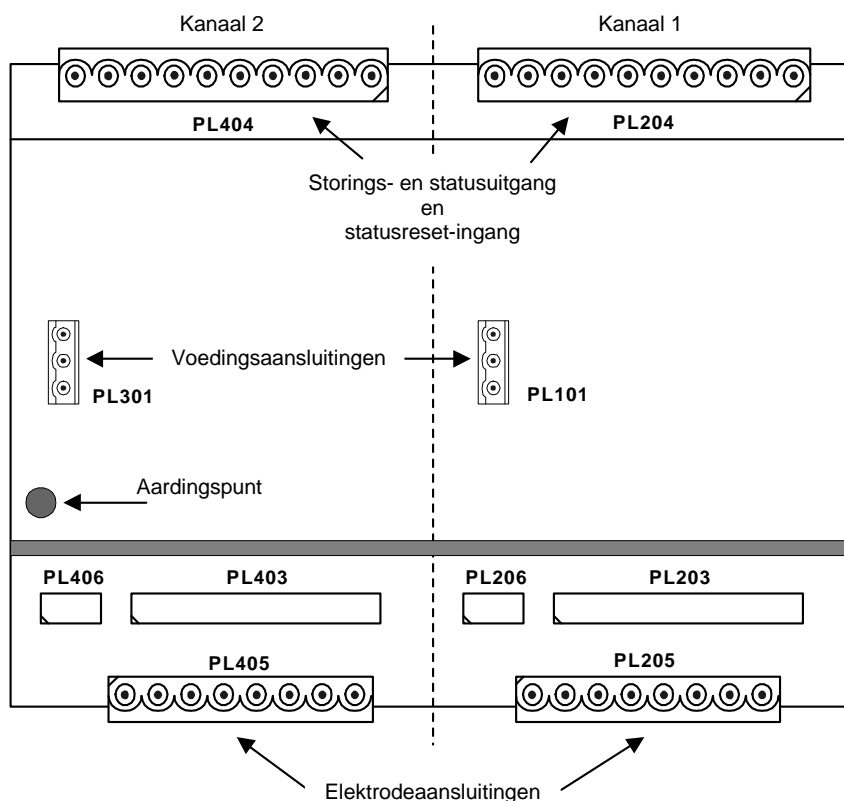 Kanaal 2
Kanaal 1
PL404
PL204
Storings- en statusuitgang
en
statusreset-ingang
Voedingsaansluitingen
PL301
PL101
Aardingspunt
PL406
PL403
PL206
PL203
PL405
PL205
Elektrodeaansluitingen